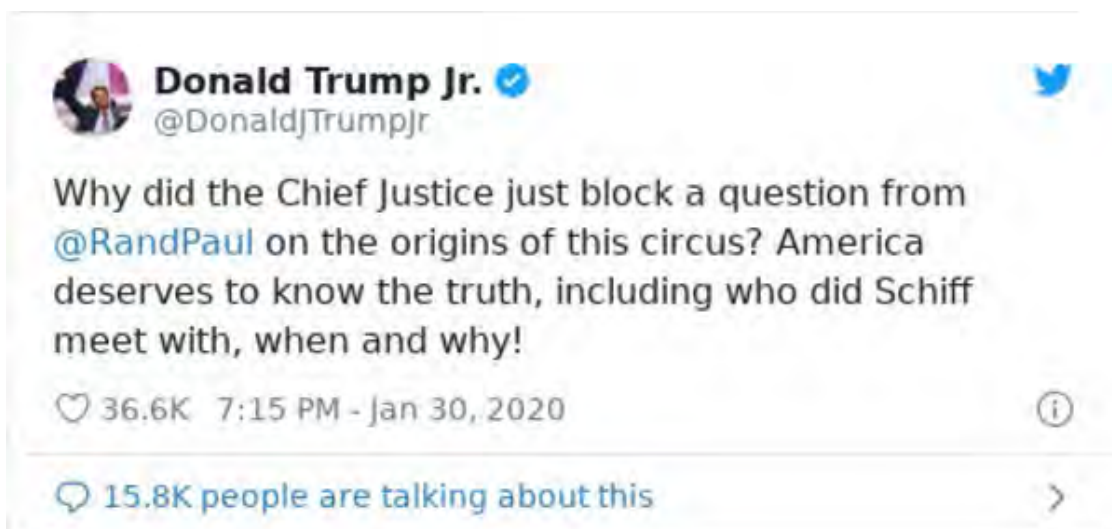 Donald Trump Jr.
@DonaldJTrumpJr
Why did the Chief Justice just block a question from
@RandPaul on the origins of this circus? America
deserves to know the truth, including who did Schiff
meet with, when and why!
36.6K 7:15 PM - Jan 30, 2020
15.8K people are talking about this